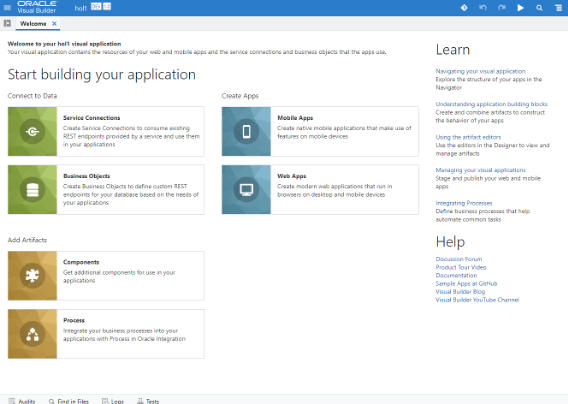 ORACLE
Visual Builder
hol1
Welcome
Welcome to your hol1 visual application
Your visual application contains the resources of your web and mobile apps and the service connections and business objects that the apps use.
Start building your application
Connect to Data
Service Connections
Create Service Connections to consume existing
REST endpoints provided by a service and use them
in your applications
Business Objects
Create Business Objects to define custom REST
endpoints for your database based on the needs of
your applications
Create Apps
Mobile Apps
Create native mobile applications that make use of
features on mobile devices
Web Apps
Create modern web applications that run in
browsers on desktop and mobile devices
Add Artifacts
Components
Get additional components for use in your
applications
Process
Integrate your business processes into your
applications with Process in Oracle Integration
Learn
Navigating your visual application
Explore the structure of your apps in the
Navigator
Understanding application building blocks
Create and combine artifacts to construct
the behavior of your apps
Using the artifact editors
Use the editors in the Designer to view and
manage artifacts
Managing your visual applications
Stage and publish your web and mobile
apps
Integrating Processes
Define business processes that help
automate common tasks
Help
Discussion Forum
Product Tour Video
Documentation
Sample Apps at GitHub
Visual Builder Blog
Visual Builder YouTube Channel
Audits
Find in Files
Logs
Tests